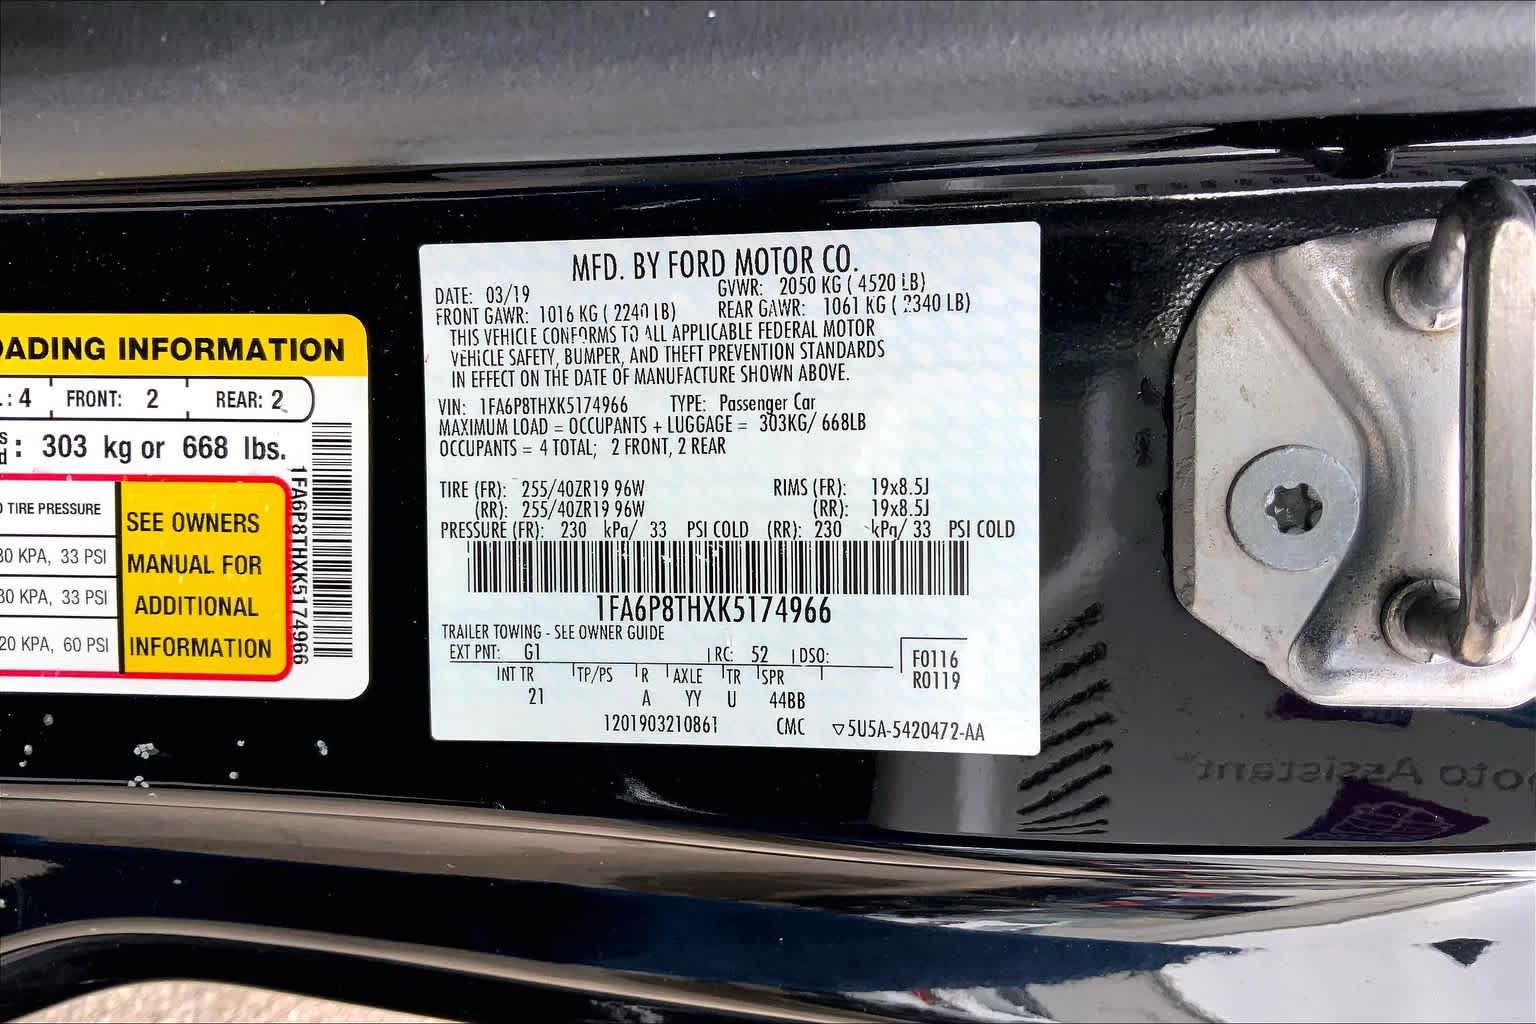 OADING INFORMATION
.: 4 FRONT: 2 REAR: 2
: 303 kg or 668 lbs.
TIRE PRESSURE
30 KPA, 33 PSI
30 KPA, 33 PSI
20 KPA, 60 PSI
SEE OWNERS
MANUAL FOR
ADDITIONAL
INFORMATION
1FA6P8THXK5174966
MFD. BY FORD MOTOR CO.
DATE: 03/19 GVWR: 2050 KG ( 4520 LB)
FRONT GAWR: 1016 KG ( 2240 LB) REAR GAWR: 1061 KG ( 2340 LB)
THIS VEHICLE CONFORMS TO ALL APPLICABLE FEDERAL MOTOR
VEHICLE SAFETY, BUMPER, AND THEFT PREVENTION STANDARDS
IN EFFECT ON THE DATE OF MANUFACTURE SHOWN ABOVE.
VIN: 1FA6P8THXK5174966 TYPE: Passenger Car
MAXIMUM LOAD = OCCUPANTS + LUGGAGE = 303KG/ 668LB
OCCUPANTS = 4 TOTAL; 2 FRONT, 2 REAR
TIRE (FR): 255/40ZR19 96W RIMS (FR): 19x8.5J
(RR): 255/40ZR19 96W (RR): 19x8.5J
PRESSURE (FR): 230 kPa/ 33 PSI COLD (RR): 230 kPa/ 33 PSI COLD
1FA6P8THXK5174966
TRAILER TOWING - SEE OWNER GUIDE
EXT PNT: G1 RC: 52 DSO:
F0116
R0119
INT TR TP/PS R AXLE TR SPR
21 A YY U 44BB
1201903210861 CMC ▽5U5A-5420472-AA
oto Assistant